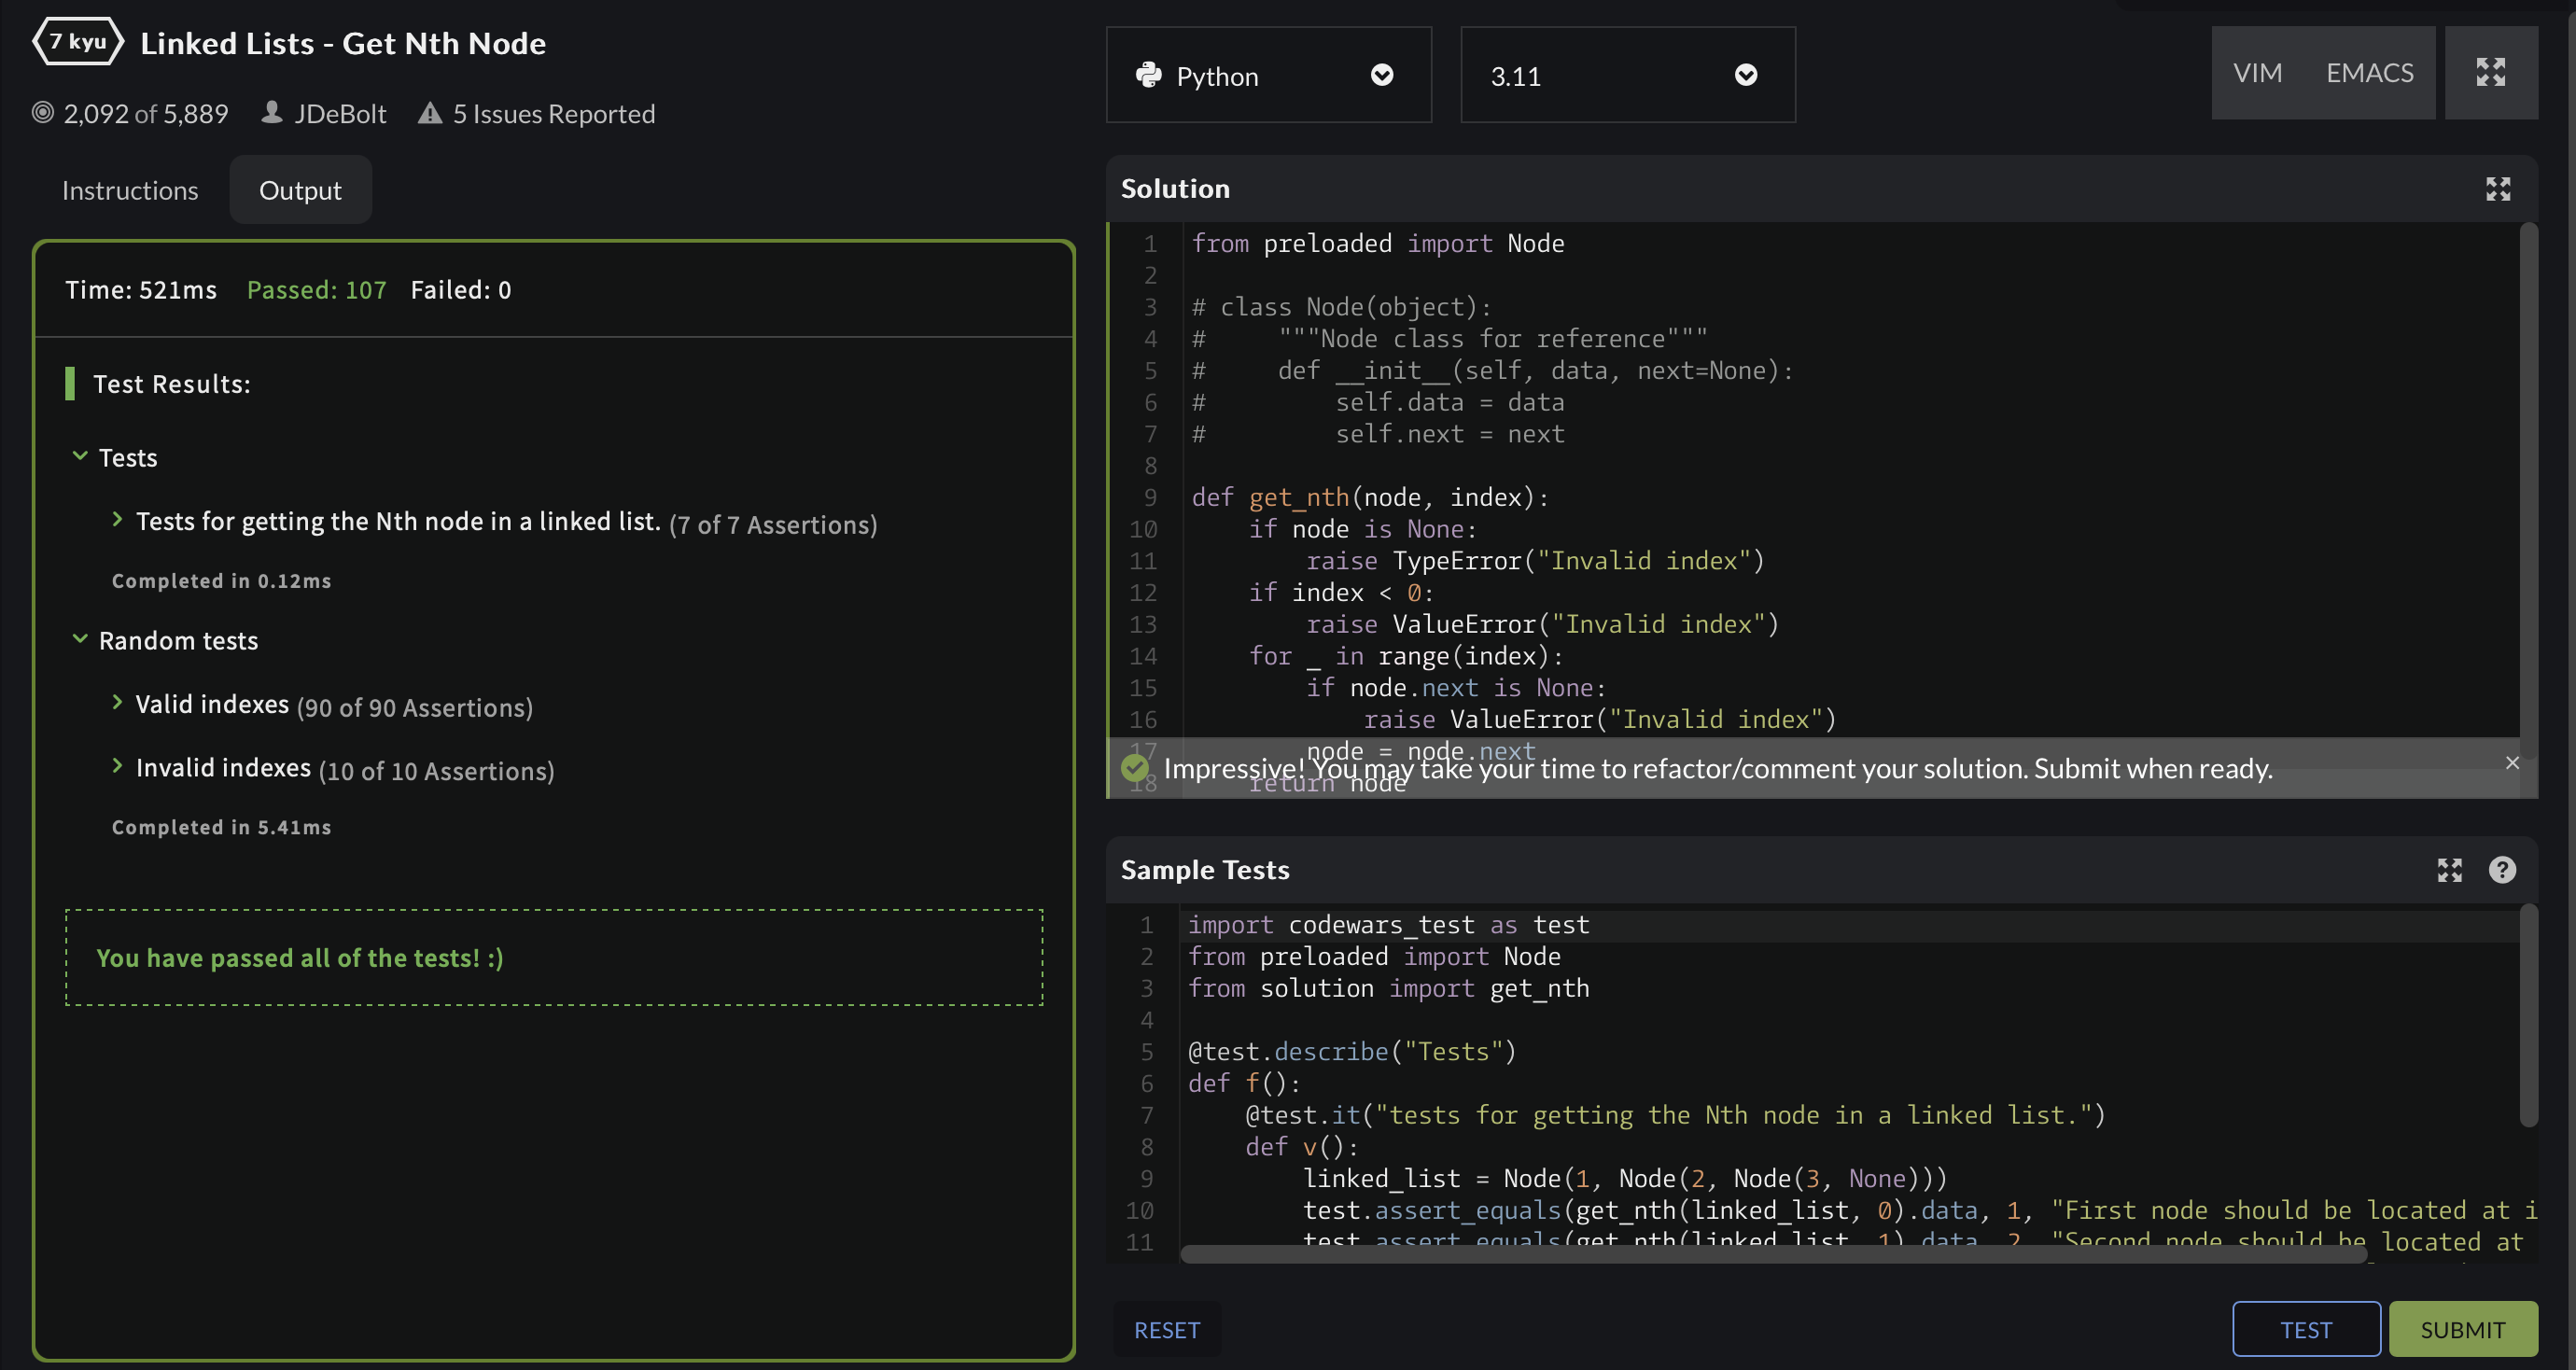 7 kyu Linked Lists - Get Nth Node
2,092 of 5,889 JDeBolt 5 Issues Reported
Instructions Output
Time: 521ms Passed: 107 Failed: 0
Test Results:
Tests
Tests for getting the Nth node in a linked list. (7 of 7 Assertions)
Completed in 0.12ms
Random tests
Valid indexes (90 of 90 Assertions)
Invalid indexes (10 of 10 Assertions)
Completed in 5.41ms
You have passed all of the tests! :)
Python 3.11 VIM EMACS
Solution
1 from preloaded import Node
2
3 # class Node(object):
4 #     """Node class for reference"""
5 #     def __init__(self, data, next=None):
6 #         self.data = data
7 #         self.next = next
8
9 def get_nth(node, index):
10     if node is None:
11         raise TypeError("Invalid index")
12     if index < 0:
13         raise ValueError("Invalid index")
14     for _ in range(index):
15         if node.next is None:
16             raise ValueError("Invalid index")
17         node = node.next
Impressive! You may take your time to refactor/comment your solution. Submit when ready.
18     return node
Sample Tests
1 import codewars_test as test
2 from preloaded import Node
3 from solution import get_nth
4
5 @test.describe("Tests")
6 def f():
7     @test.it("tests for getting the Nth node in a linked list.")
8     def v():
9         linked_list = Node(1, Node(2, Node(3, None)))
10         test.assert_equals(get_nth(linked_list, 0).data, 1, "First node should be located at i
11         test.assert_equals(get_nth(linked_list, 1).data, 2, "Second node should be located at
RESET TEST SUBMIT